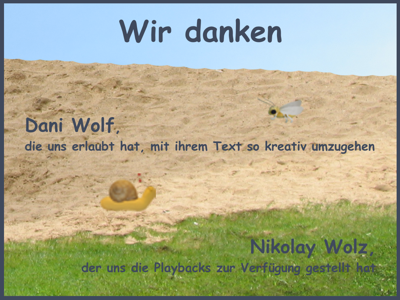 Wir danken
Dani Wolf,
die uns erlaubt hat, mit ihrem Text so kreativ umzugehen
Nikolay Wolz,
der uns die Playbacks zur Verfügung gestellt hat